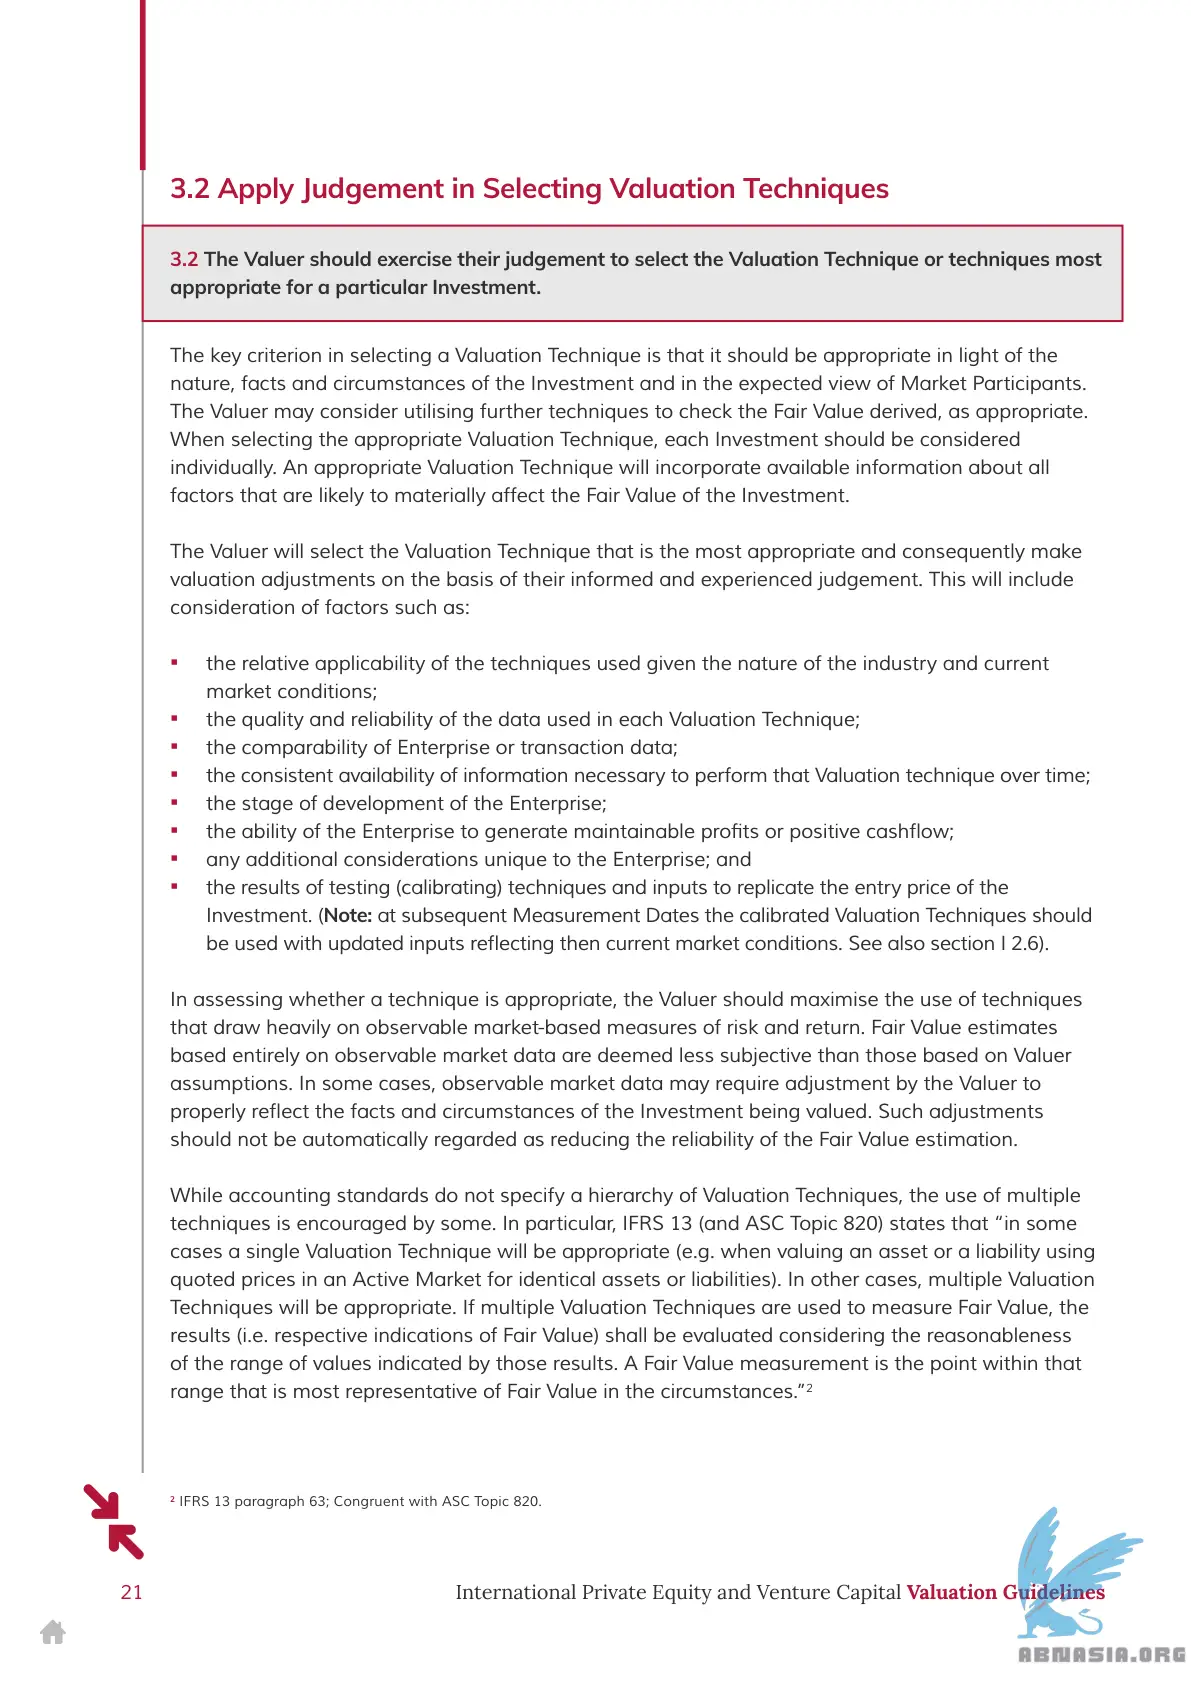 3.2 Apply Judgement in Selecting Valuation Techniques
3.2 The Valuer should exercise their judgement to select the Valuation Technique or techniques most
appropriate for a particular Investment.
The key criterion in selecting a Valuation Technique is that it should be appropriate in light of the
nature, facts and circumstances of the Investment and in the expected view of Market Participants.
The Valuer may consider utilising further techniques to check the Fair Value derived, as appropriate.
When selecting the appropriate Valuation Technique, each Investment should be considered
individually. An appropriate Valuation Technique will incorporate available information about all
factors that are likely to materially affect the Fair Value of the Investment.
The Valuer will select the Valuation Technique that is the most appropriate and consequently make
valuation adjustments on the basis of their informed and experienced judgement. This will include
consideration of factors such as:
▪ the relative applicability of the techniques used given the nature of the industry and current
market conditions;
▪ the quality and reliability of the data used in each Valuation Technique;
▪ the comparability of Enterprise or transaction data;
▪ the consistent availability of information necessary to perform that Valuation technique over time;
▪ the stage of development of the Enterprise;
▪ the ability of the Enterprise to generate maintainable profits or positive cashflow;
▪ any additional considerations unique to the Enterprise; and
▪ the results of testing (calibrating) techniques and inputs to replicate the entry price of the
Investment. (Note: at subsequent Measurement Dates the calibrated Valuation Techniques should
be used with updated inputs reflecting then current market conditions. See also section I 2.6).
In assessing whether a technique is appropriate, the Valuer should maximise the use of techniques
that draw heavily on observable market-based measures of risk and return. Fair Value estimates
based entirely on observable market data are deemed less subjective than those based on Valuer
assumptions. In some cases, observable market data may require adjustment by the Valuer to
properly reflect the facts and circumstances of the Investment being valued. Such adjustments
should not be automatically regarded as reducing the reliability of the Fair Value estimation.
While accounting standards do not specify a hierarchy of Valuation Techniques, the use of multiple
techniques is encouraged by some. In particular, IFRS 13 (and ASC Topic 820) states that “in some
cases a single Valuation Technique will be appropriate (e.g. when valuing an asset or a liability using
quoted prices in an Active Market for identical assets or liabilities). In other cases, multiple Valuation
Techniques will be appropriate. If multiple Valuation Techniques are used to measure Fair Value, the
results (i.e. respective indications of Fair Value) shall be evaluated considering the reasonableness
of the range of values indicated by those results. A Fair Value measurement is the point within that
range that is most representative of Fair Value in the circumstances.”²
² IFRS 13 paragraph 63; Congruent with ASC Topic 820.
21
International Private Equity and Venture Capital Valuation Guidelines
ABNASIA.ORG